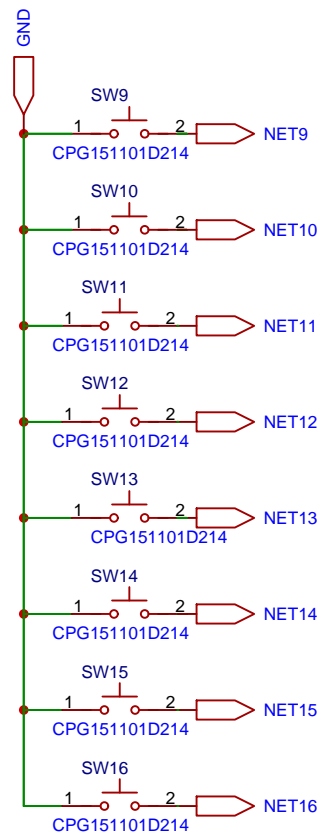 GND
SW9
1 2 NET9
CPG151101D214
SW10
1 2 NET10
CPG151101D214
SW11
1 2 NET11
CPG151101D214
SW12
1 2 NET12
CPG151101D214
SW13
1 2 NET13
CPG151101D214
SW14
1 2 NET14
CPG151101D214
SW15
1 2 NET15
CPG151101D214
SW16
1 2 NET16
CPG151101D214